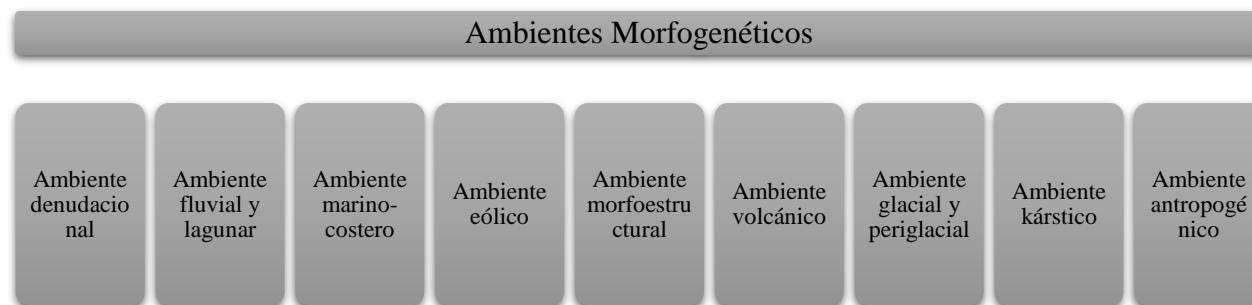 Ambientes Morfogenéticos
Ambiente
denudacio
nal
Ambiente
fluvial y
lagunar
Ambiente
marino-
costero
Ambiente
eólico
Ambiente
morfoestru
ctural
Ambiente
volcánico
Ambiente
glacial y
periglacial
Ambiente
kárstico
Ambiente
antropogé
nico